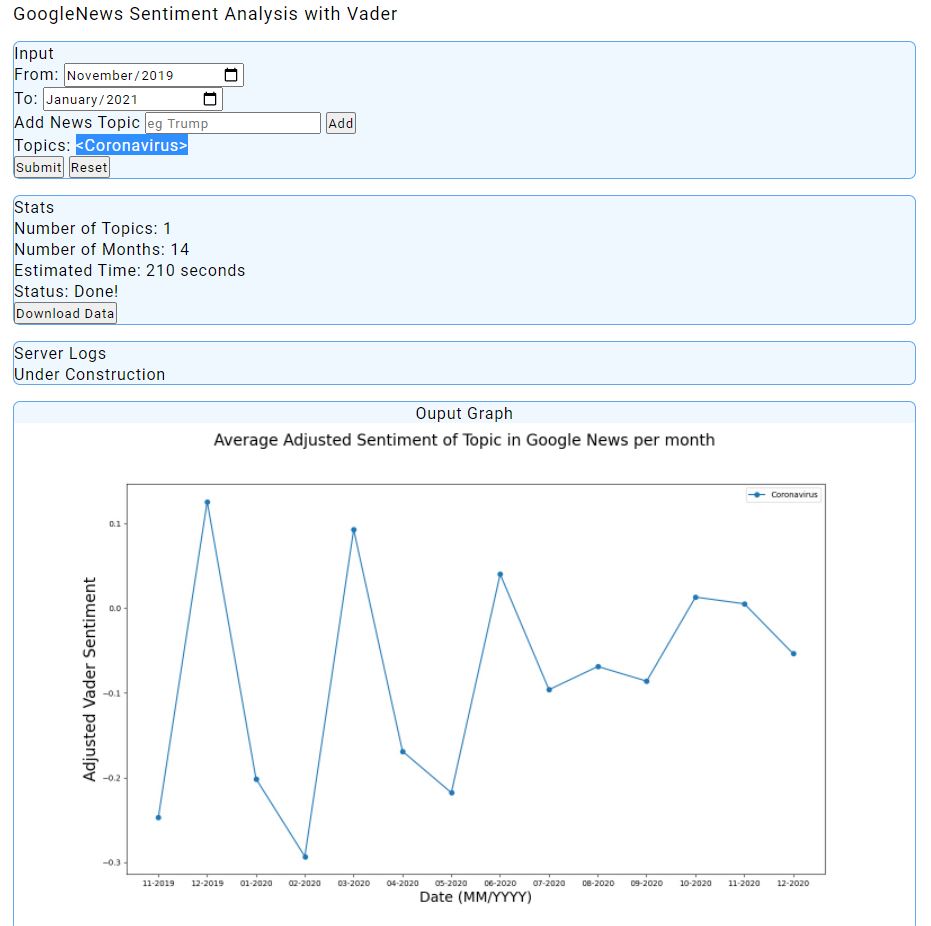 GoogleNews Sentiment Analysis with Vader
Input
From: November/2019
To: January/2021
Add News Topic eg Trump Add
Topics: <Coronavirus>
Submit Reset
Stats
Number of Topics: 1
Number of Months: 14
Estimated Time: 210 seconds
Status: Done!
Download Data
Server Logs
Under Construction
Ouput Graph
Average Adjusted Sentiment of Topic in Google News per month
Coronavirus
Adjusted Vader Sentiment
0.1
0.0
−0.1
−0.2
−0.3
11-2019 12-2019 01-2020 02-2020 03-2020 04-2020 05-2020 06-2020 07-2020 08-2020 09-2020 10-2020 11-2020 12-2020
Date (MM/YYYY)